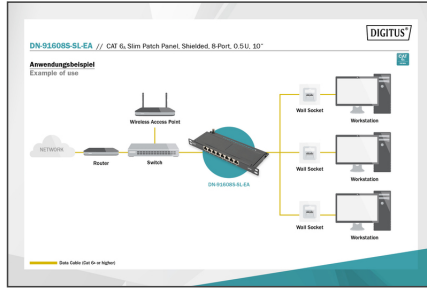 DIGITUS®
DN-91608S-SL-EA // CAT 6A Slim Patch Panel, Shielded, 8-Port, 0.5 U, 10"
Anwendungsbeispiel
Example of use
Wireless Access Point
NETWORK
Router
Switch
DN-91608S-SL-EA
Wall Socket
Workstation
Wall Socket
Workstation
Wall Socket
Workstation
Data Cable (Cat 6A or higher)